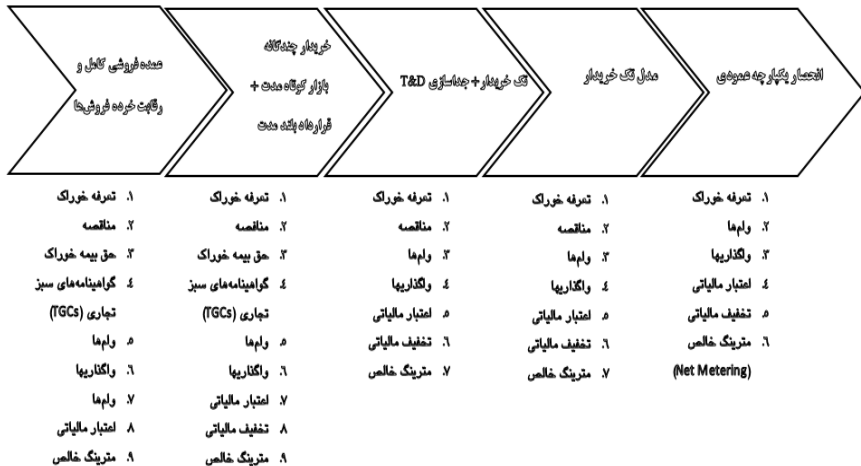 انحصار یکپارچه عمودی
۱. تعرفه خوراک
۲. وام‌ها
۳. واگذاریها
۴. اعتبار مالیاتی
۵. تخفیف مالیاتی
۶. مترینگ خالص
(Net Metering)
مدل تک خریدار
۱. تعرفه خوراک
۲. مناقصه
۳. وام‌ها
۴. واگذاریها
۵. اعتبار مالیاتی
۶. تخفیف مالیاتی
۷. مترینگ خالص
تک خریدار + جداسازی T&D
۱. تعرفه خوراک
۲. مناقصه
۳. وام‌ها
۴. واگذاریها
۵. اعتبار مالیاتی
۶. تخفیف مالیاتی
۷. مترینگ خالص
خریدار چندگانه
بازار کوتاه مدت +
قرارداد بلند مدت
۱. تعرفه خوراک
۲. مناقصه
۳. حق بیمه خوراک
۴. گواهینامه‌های سبز
تجاری (TGCs)
۵. وام‌ها
۶. واگذاریها
۷. اعتبار مالیاتی
۸. تخفیف مالیاتی
۹. مترینگ خالص
عمده فروشی کامل و
رقابت خرده فروش‌ها
۱. تعرفه خوراک
۲. مناقصه
۳. حق بیمه خوراک
۴. گواهینامه‌های سبز
تجاری (TGCs)
۵. وام‌ها
۶. واگذاریها
۷. وام‌ها
۸. اعتبار مالیاتی
۹. مترینگ خالص